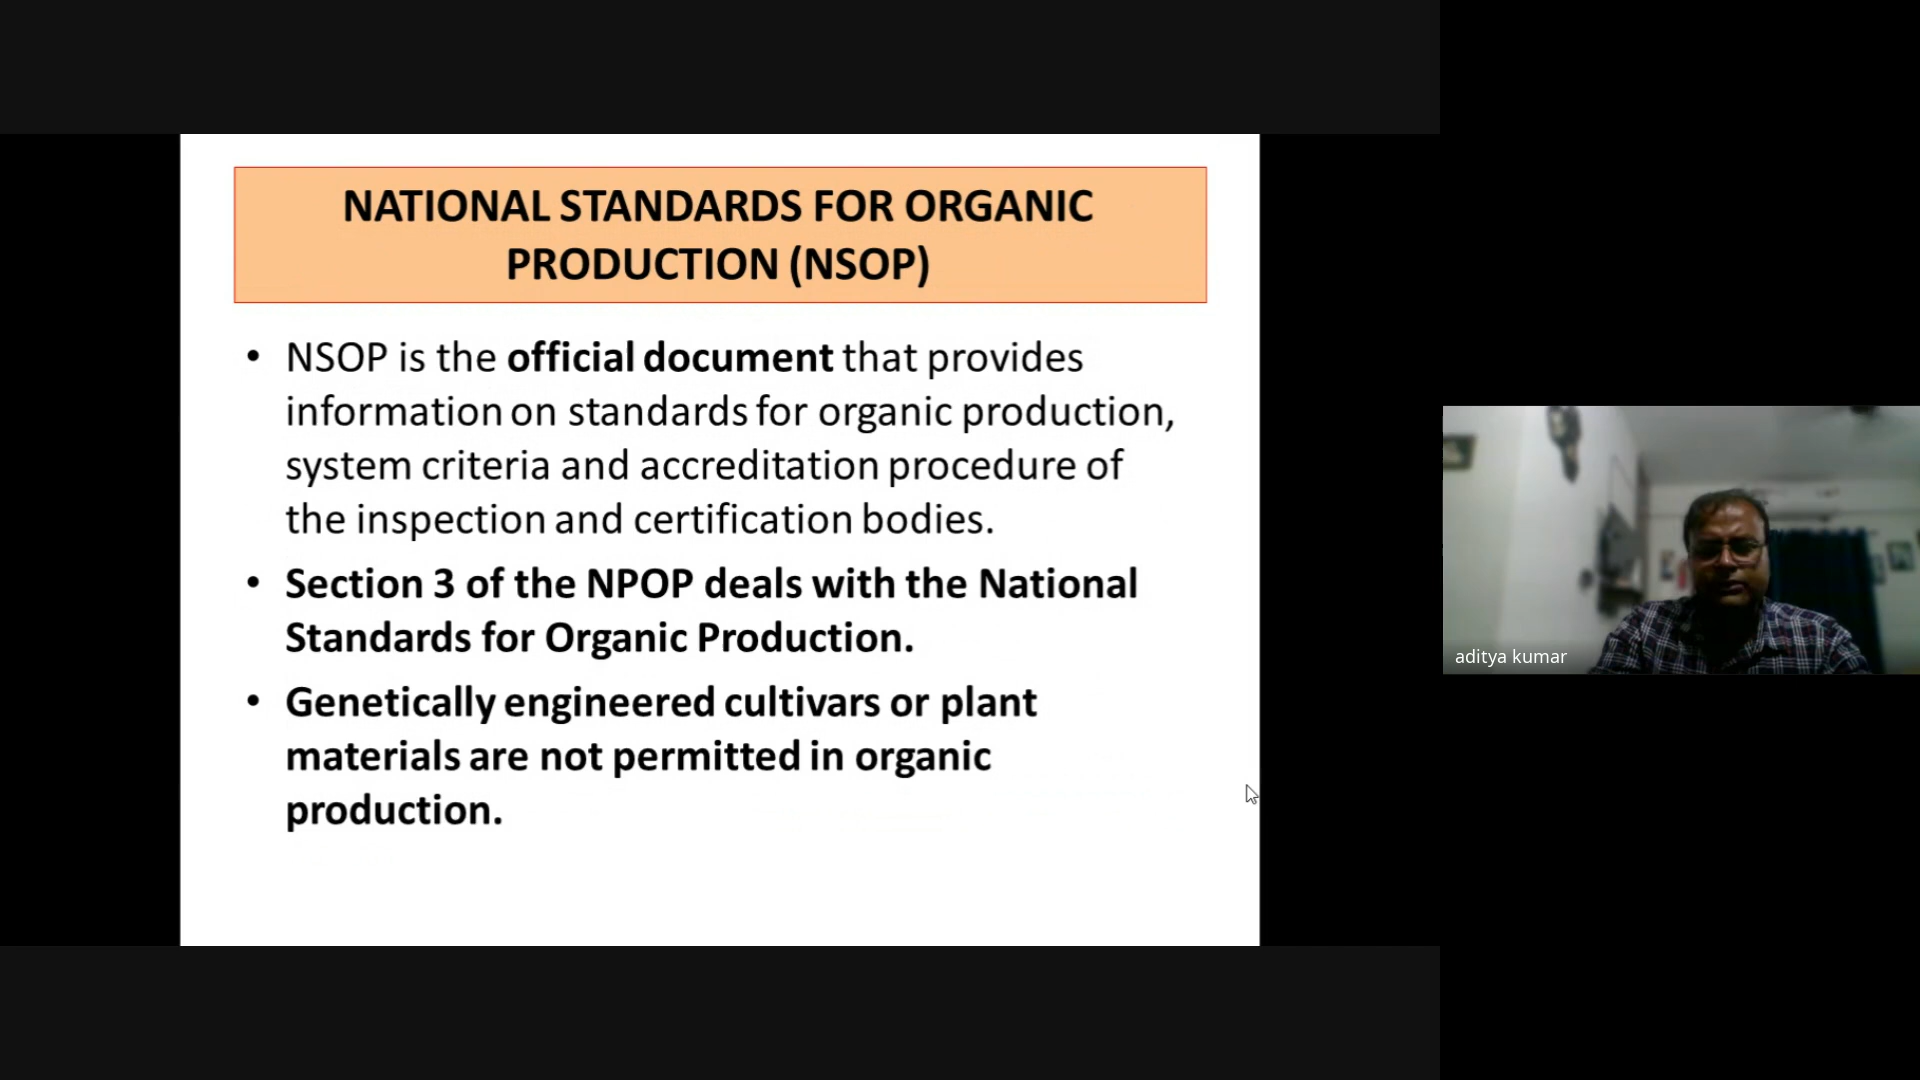 NATIONAL STANDARDS FOR ORGANIC
PRODUCTION (NSOP)
• NSOP is the official document that provides
information on standards for organic production,
system criteria and accreditation procedure of
the inspection and certification bodies.
• Section 3 of the NPOP deals with the National
Standards for Organic Production.
• Genetically engineered cultivars or plant
materials are not permitted in organic
production.
aditya kumar